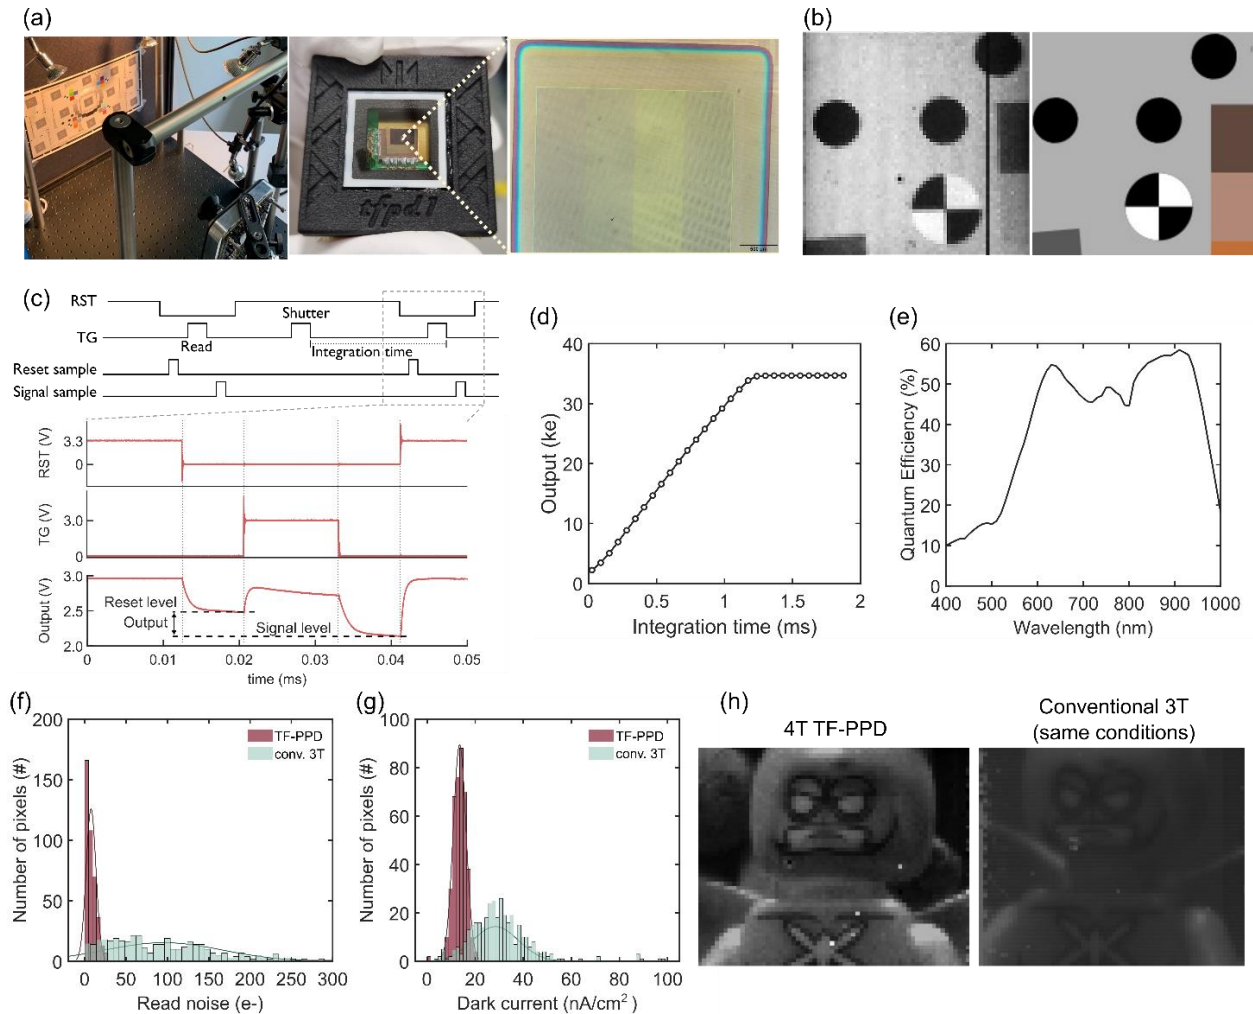 (a)
tfpd1
(b)
(c)
RST
Shutter
TG
Read
Integration time
Reset sample
Signal sample
RST (V)
3.3
0
TG (V)
3.0
0
Output (V)
3.0
2.5
2.0
Reset level
Output
Signal level
0
0.01
0.02
0.03
0.04
0.05
time (ms)
(d)
Output (ke)
40
30
20
10
0
0
0.5
1
1.5
2
Integration time (ms)
(e)
Quantum Efficiency (%)
60
50
40
30
20
10
0
400
500
600
700
800
900
1000
Wavelength (nm)
(f)
Number of pixels (#)
200
150
100
50
0
TF-PPD
conv. 3T
0
50
100
150
200
250
300
Read noise (e-)
(g)
Number of pixels (#)
100
80
60
40
20
0
TF-PPD
conv. 3T
0
20
40
60
80
100
Dark current (nA/cm²)
(h)
4T TF-PPD
Conventional 3T
(same conditions)